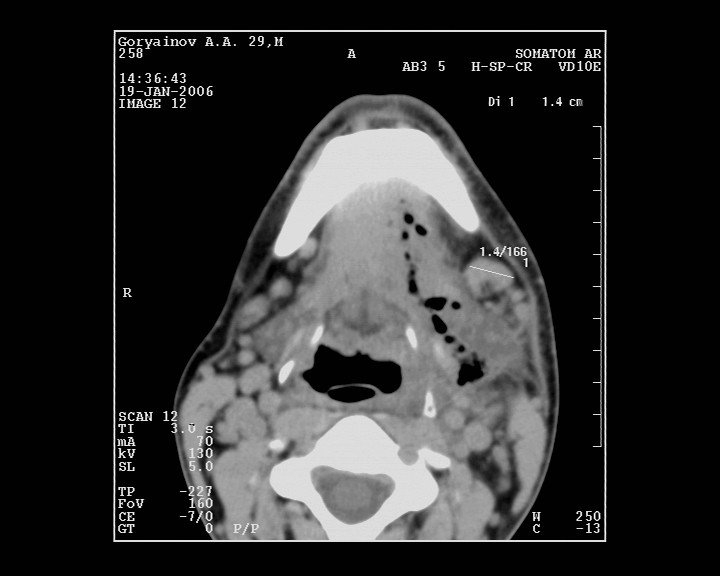 Goryainov A.A. 29,M
258
A
SOMATOM AR
AB3 5 H-SP-CR VD10E
14:36:43
19-JAN-2006
IMAGE 12
Di 1 1.4 cm
1.4/166
1
R
SCAN 12
TI 3.0 s
mA 70
kV 130
SL 5.0
TP -227
FoV 160
CE -7/0
GT 0 P/P
W 250
C -13